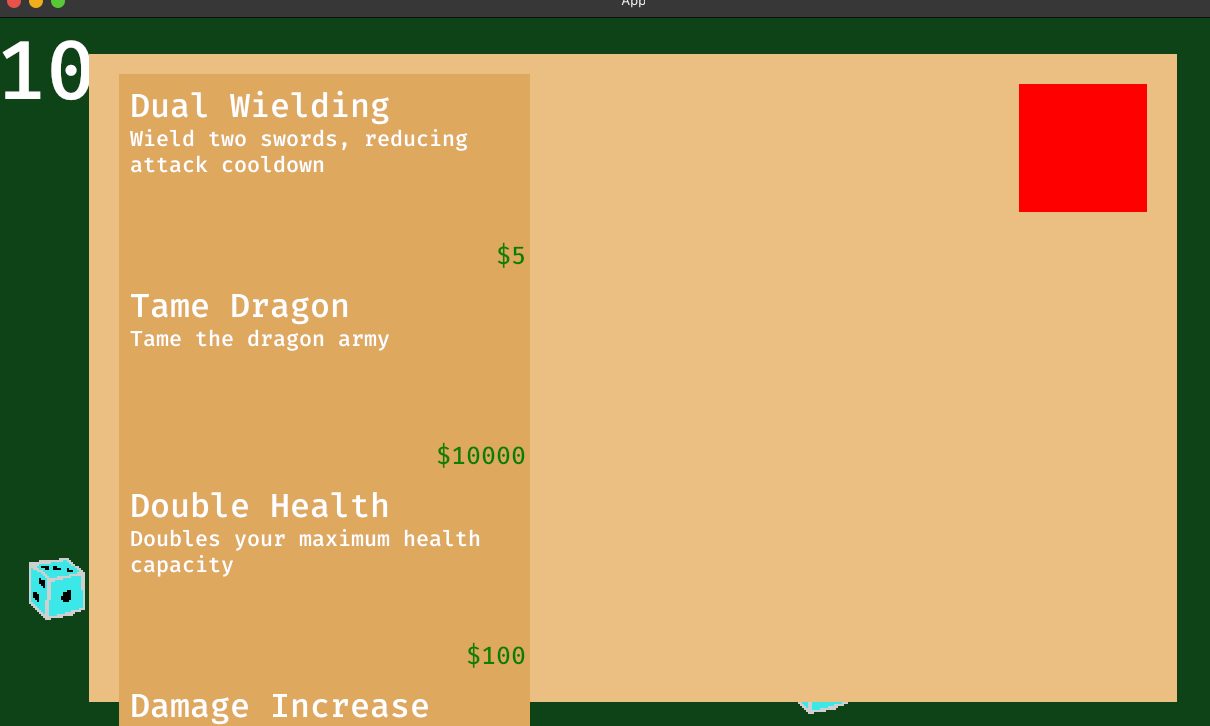 App
10
Dual Wielding
Wield two swords, reducing
attack cooldown
$5
Tame Dragon
Tame the dragon army
$10000
Double Health
Doubles your maximum health
capacity
$100
Damage Increase